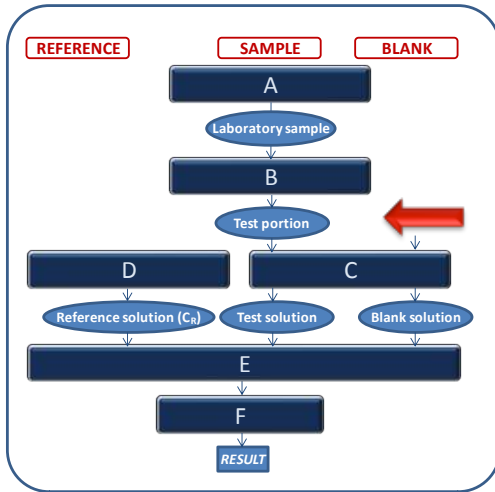 REFERENCE SAMPLE BLANK
A
Laboratory sample
B
Test portion
D C
Reference solution (CR) Test solution Blank solution
E
F
RESULT